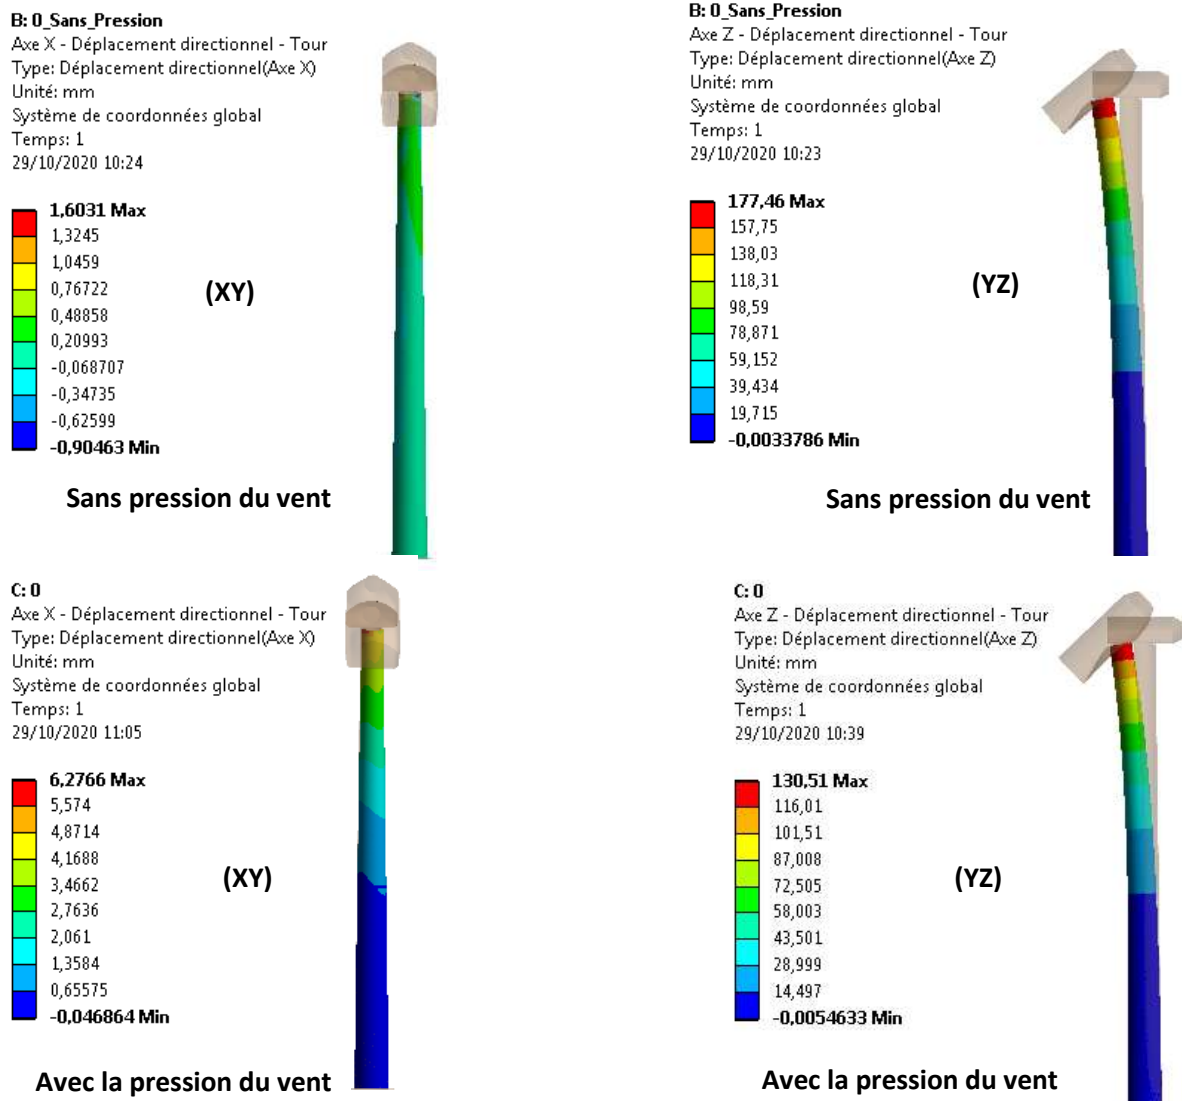 B: 0_Sans_Pression
Axe X - Déplacement directionnel - Tour
Type: Déplacement directionnel(Axe X)
Unité: mm
Système de coordonnées global
Temps: 1
29/10/2020 10:24
1,6031 Max
1,3245
1,0459
0,76722
0,48858
0,20993
-0,068707
-0,34735
-0,62599
-0,90463 Min
(XY)
Sans pression du vent
B: 0_Sans_Pression
Axe Z - Déplacement directionnel - Tour
Type: Déplacement directionnel(Axe Z)
Unité: mm
Système de coordonnées global
Temps: 1
29/10/2020 10:23
177,46 Max
157,75
138,03
118,31
98,59
78,871
59,152
39,434
19,715
-0,0033786 Min
(YZ)
Sans pression du vent
C: 0
Axe X - Déplacement directionnel - Tour
Type: Déplacement directionnel(Axe X)
Unité: mm
Système de coordonnées global
Temps: 1
29/10/2020 11:05
6,2766 Max
5,574
4,8714
4,1688
3,4662
2,7636
2,061
1,3584
0,65575
-0,046864 Min
(XY)
Avec la pression du vent
C: 0
Axe Z - Déplacement directionnel - Tour
Type: Déplacement directionnel(Axe Z)
Unité: mm
Système de coordonnées global
Temps: 1
29/10/2020 10:39
130,51 Max
116,01
101,51
87,008
72,505
58,003
43,501
28,999
14,497
-0,0054633 Min
(YZ)
Avec la pression du vent